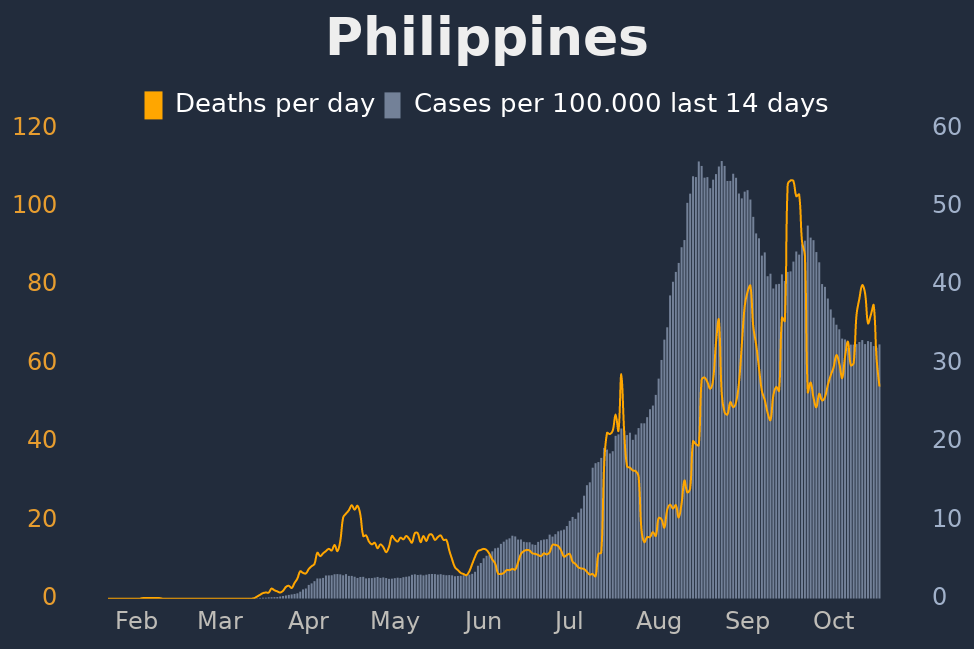 Philippines
Deaths per day Cases per 100.000 last 14 days
120 60
100 50
80 40
60 30
40 20
20 10
0 0
Feb Mar Apr May Jun Jul Aug Sep Oct